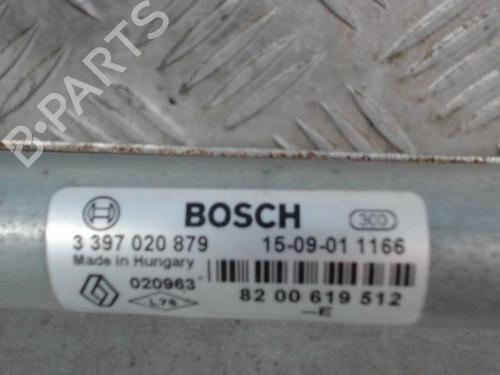 B-PARTS
BOSCH
300
3 397 020 879
15-09-01 1166
Made in Hungary
020963
L76
82 00 619 512
--E